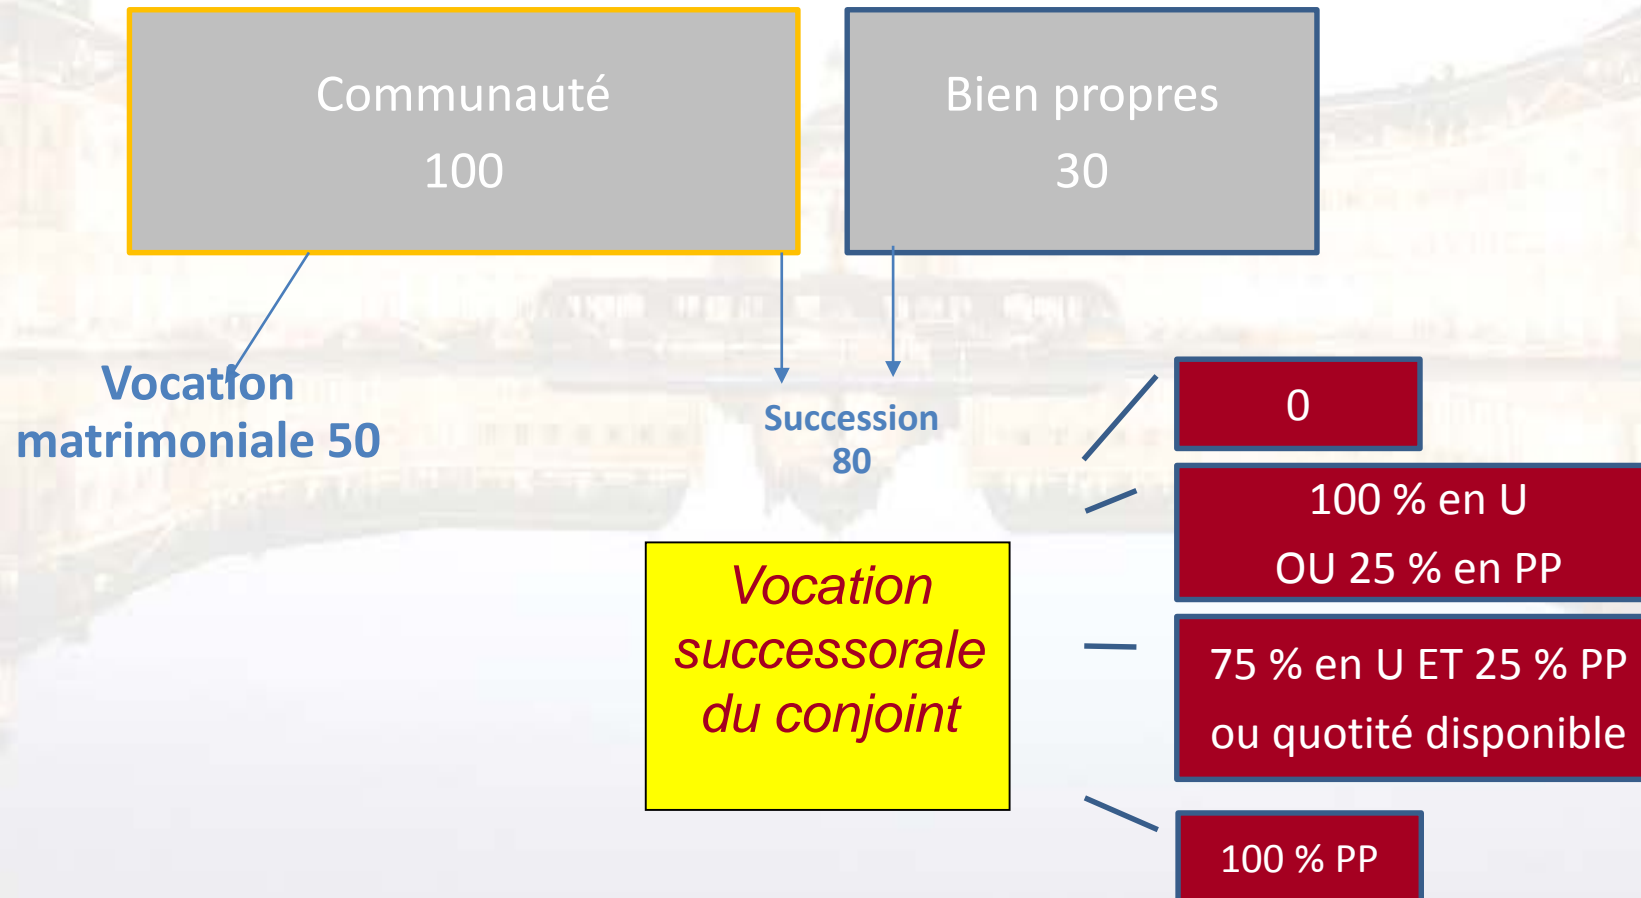 Communauté
100
Bien propres
30
Vocation
matrimoniale 50
Succession
80
Vocation
successorale
du conjoint
0
100 % en U
OU 25 % en PP
75 % en U ET 25 % PP
ou quotité disponible
100 % PP